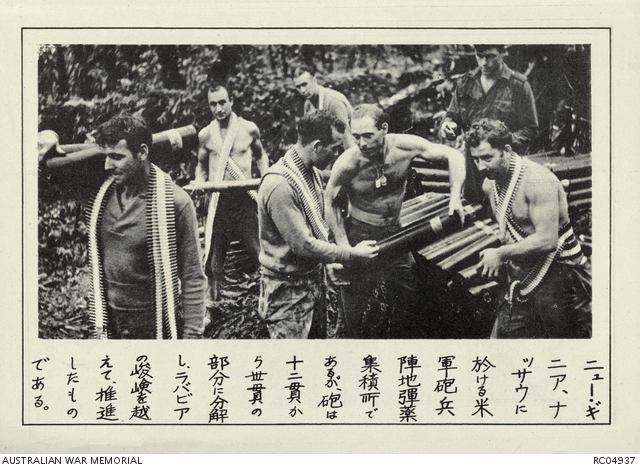 ニュー・ギ
ニア、ナ
ッサウに
於ける米
軍砲兵
陣地弾薬
集積所で
あるが、砲は
十二貫か
ら丗貫の
部分に分解
し、ラバビア
の峻嶮を越
えて、推進
したもの
である。
AUSTRALIAN WAR MEMORIAL
RC04937